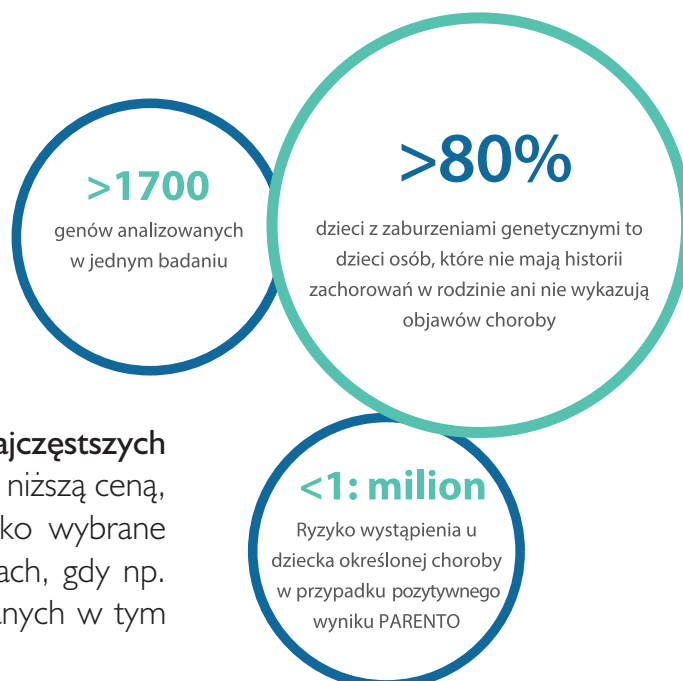 >1700
genów analizowanych
w jednym badaniu
>80%
dzieci z zaburzeniami genetycznymi to
dzieci osób, które nie mają historii
zachorowań w rodzinie ani nie wykazują
objawów choroby
ajczęstszych
niższą ceną,
ko wybrane
ach, gdy np.
anych w tym
<1: milion
Ryzyko wystąpienia u
dziecka określonej choroby
w przypadku pozytywnego
wyniku PARENTO